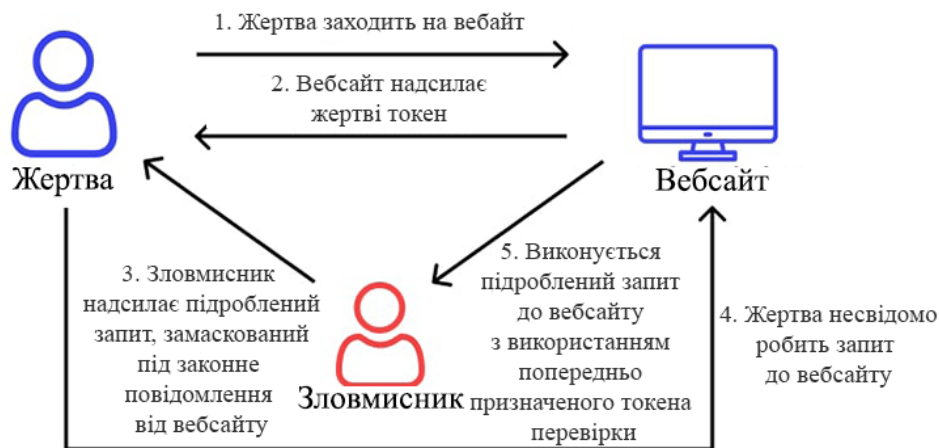 1. Жертва заходить на вебайт
2. Вебсайт надсилає
жертві токен
Жертва
Вебсайт
3. Зловмисник
надсилає підроблений
запит, замаскований
під законне
повідомлення
від вебсайту
Зловмисник
5. Виконується
підроблений запит
до вебсайту
з використанням
попередньо
призначеного токена
перевірки
4. Жертва несвідомо
робить запит
до вебсайту